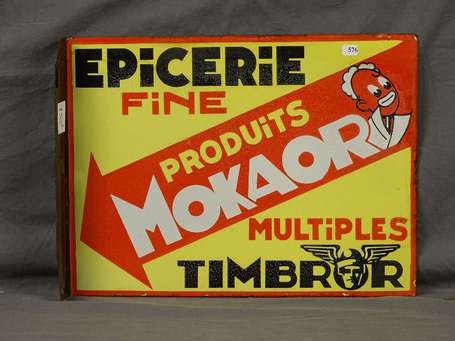 EPiCERiE
576
FiNE
PRODUiTS
MOKAOR
MULTiPLES
TIMBROR